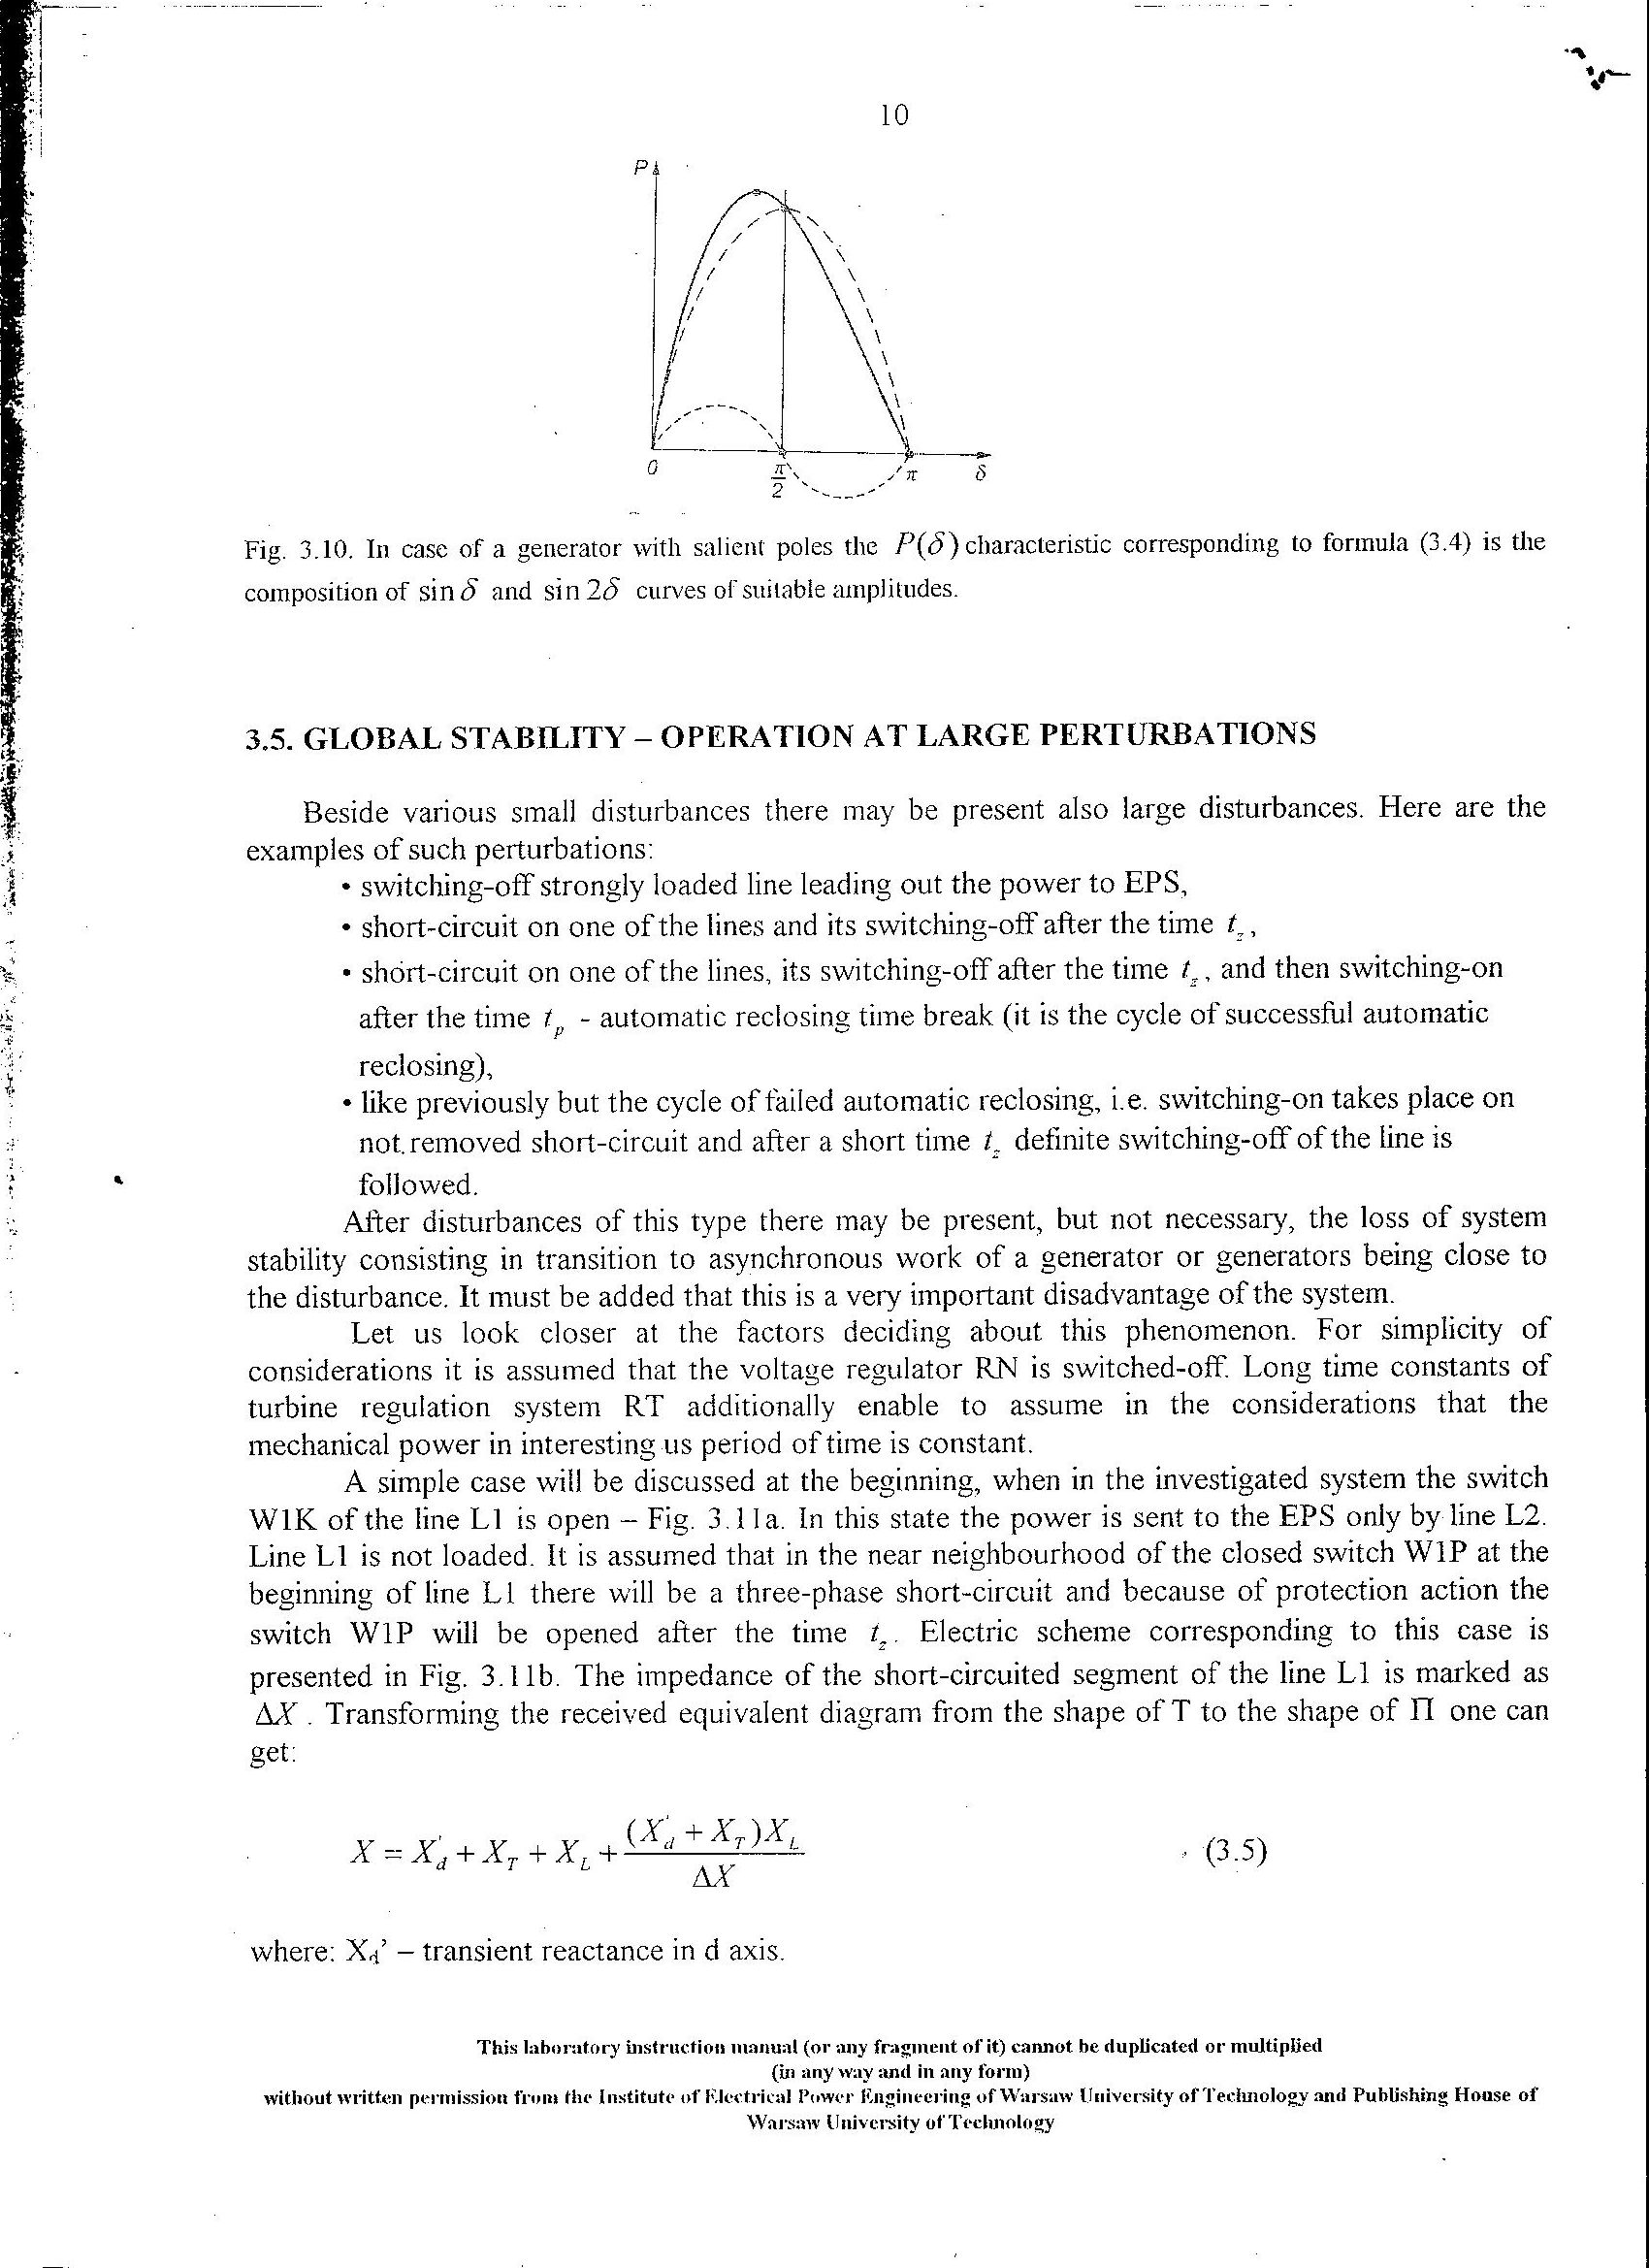 10
P
0
π/2
π
δ
Fig. 3.10. In case of a generator with salient poles the P(δ) characteristic corresponding to formula (3.4) is the
composition of sin δ and sin 2δ curves of suitable amplitudes.
3.5. GLOBAL STABILITY – OPERATION AT LARGE PERTURBATIONS
Beside various small disturbances there may be present also large disturbances. Here are the
examples of such perturbations:
• switching-off strongly loaded line leading out the power to EPS,
• short-circuit on one of the lines and its switching-off after the time t_z,
• short-circuit on one of the lines, its switching-off after the time t_z, and then switching-on
after the time t_p - automatic reclosing time break (it is the cycle of successful automatic
reclosing),
• like previously but the cycle of failed automatic reclosing, i.e. switching-on takes place on
not removed short-circuit and after a short time t_z definite switching-off of the line is
followed.
After disturbances of this type there may be present, but not necessary, the loss of system
stability consisting in transition to asynchronous work of a generator or generators being close to
the disturbance. It must be added that this is a very important disadvantage of the system.
Let us look closer at the factors deciding about this phenomenon. For simplicity of
considerations it is assumed that the voltage regulator RN is switched-off. Long time constants of
turbine regulation system RT additionally enable to assume in the considerations that the
mechanical power in interesting us period of time is constant.
A simple case will be discussed at the beginning, when in the investigated system the switch
W1K of the line L1 is open – Fig. 3.11a. In this state the power is sent to the EPS only by line L2.
Line L1 is not loaded. It is assumed that in the near neighbourhood of the closed switch W1P at the
beginning of line L1 there will be a three-phase short-circuit and because of protection action the
switch W1P will be opened after the time t_z. Electric scheme corresponding to this case is
presented in Fig. 3.11b. The impedance of the short-circuited segment of the line L1 is marked as
ΔX . Transforming the received equivalent diagram from the shape of T to the shape of Π one can
get:
X = X'_d + X_T + X_L + (X'_d + X_T)X_L / ΔX (3.5)
where: X_d' – transient reactance in d axis.
This laboratory instruction manual (or any fragment of it) cannot be duplicated or multiplied
(in any way and in any form)
without written permission from the Institute of Electrical Power Engineering of Warsaw University of Technology and Publishing House of
Warsaw University of Technology